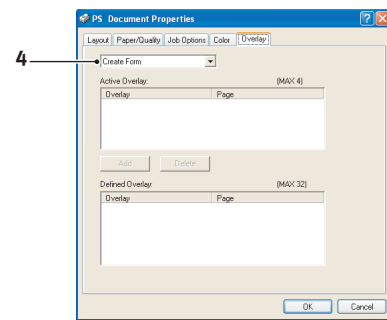 PS Document Properties
Layout Paper/Quality Job Options Color Overlay
4
Create Form
Active Overlay: (MAX 4)
Overlay Page
Add Delete
Defined Overlay: (MAX 32)
Overlay Page
OK Cancel